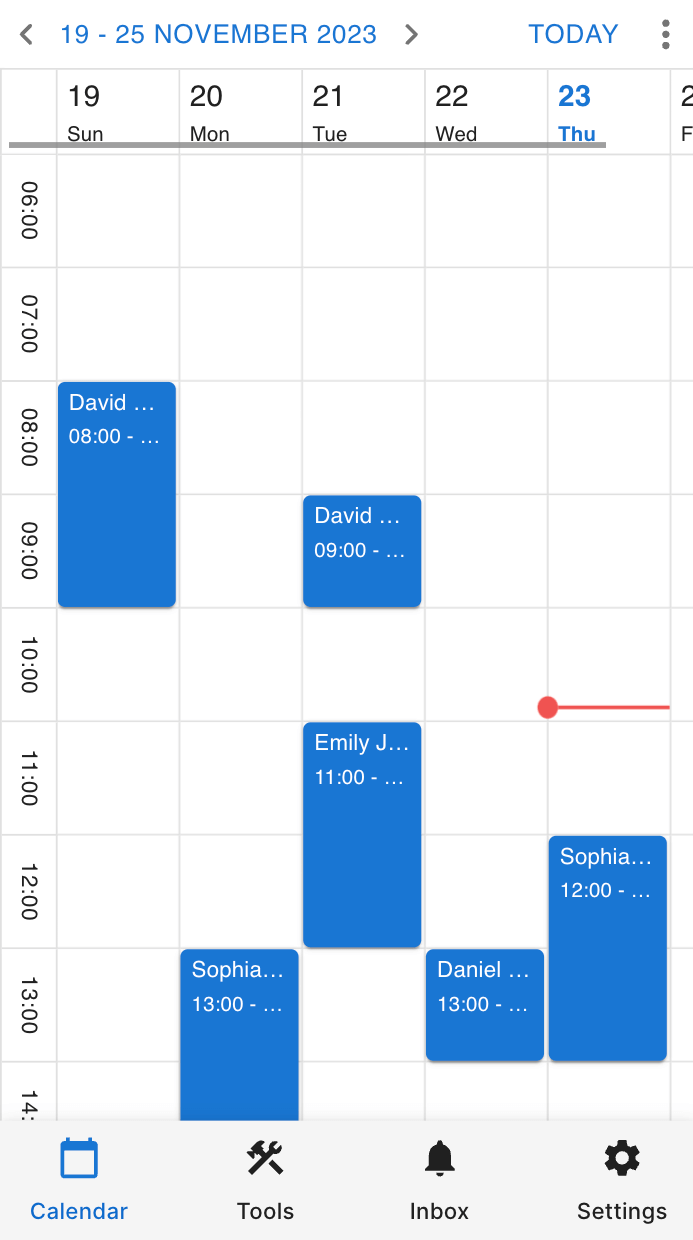 19 - 25 NOVEMBER 2023
TODAY
19
Sun
20
Mon
21
Tue
22
Wed
23
Thu
2
F
06:00
07:00
08:00
David ...
08:00 - ...
09:00
David ...
09:00 - ...
10:00
11:00
Emily J...
11:00 - ...
12:00
Sophia...
12:00 - ...
13:00
Sophia...
13:00 - ...
Daniel ...
13:00 - ...
14:
Calendar
Tools
Inbox
Settings